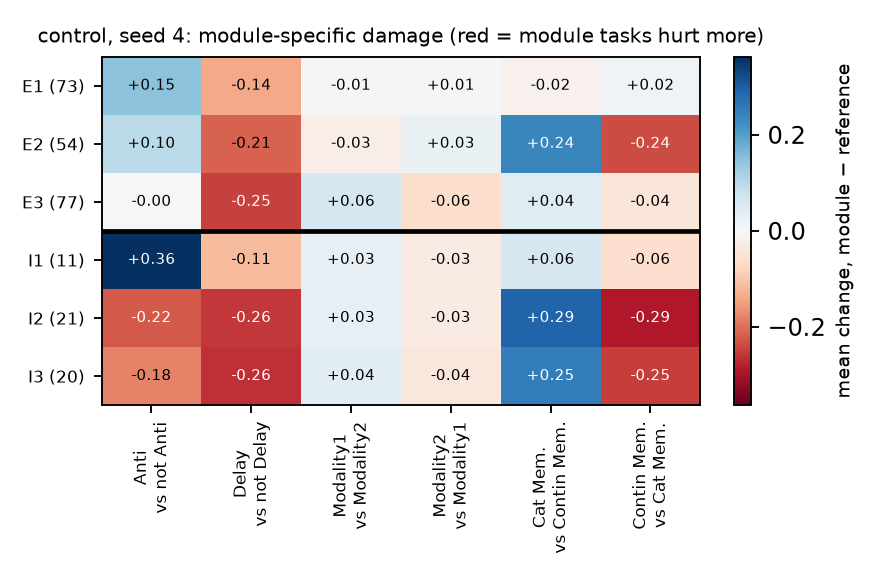 control, seed 4: module-specific damage (red = module tasks hurt more)
E1 (73) +0.15 -0.14 -0.01 +0.01 -0.02 +0.02
E2 (54) +0.10 -0.21 -0.03 +0.03 +0.24 -0.24
E3 (77) -0.00 -0.25 +0.06 -0.06 +0.04 -0.04
I1 (11) +0.36 -0.11 +0.03 -0.03 +0.06 -0.06
I2 (21) -0.22 -0.26 +0.03 -0.03 +0.29 -0.29
I3 (20) -0.18 -0.26 +0.04 -0.04 +0.25 -0.25
Anti
vs not Anti
Delay
vs not Delay
Modality1
vs Modality2
Modality2
vs Modality1
Cat Mem.
vs Contin Mem.
Contin Mem.
vs Cat Mem.
0.2
0.0
−0.2
mean change, module − reference